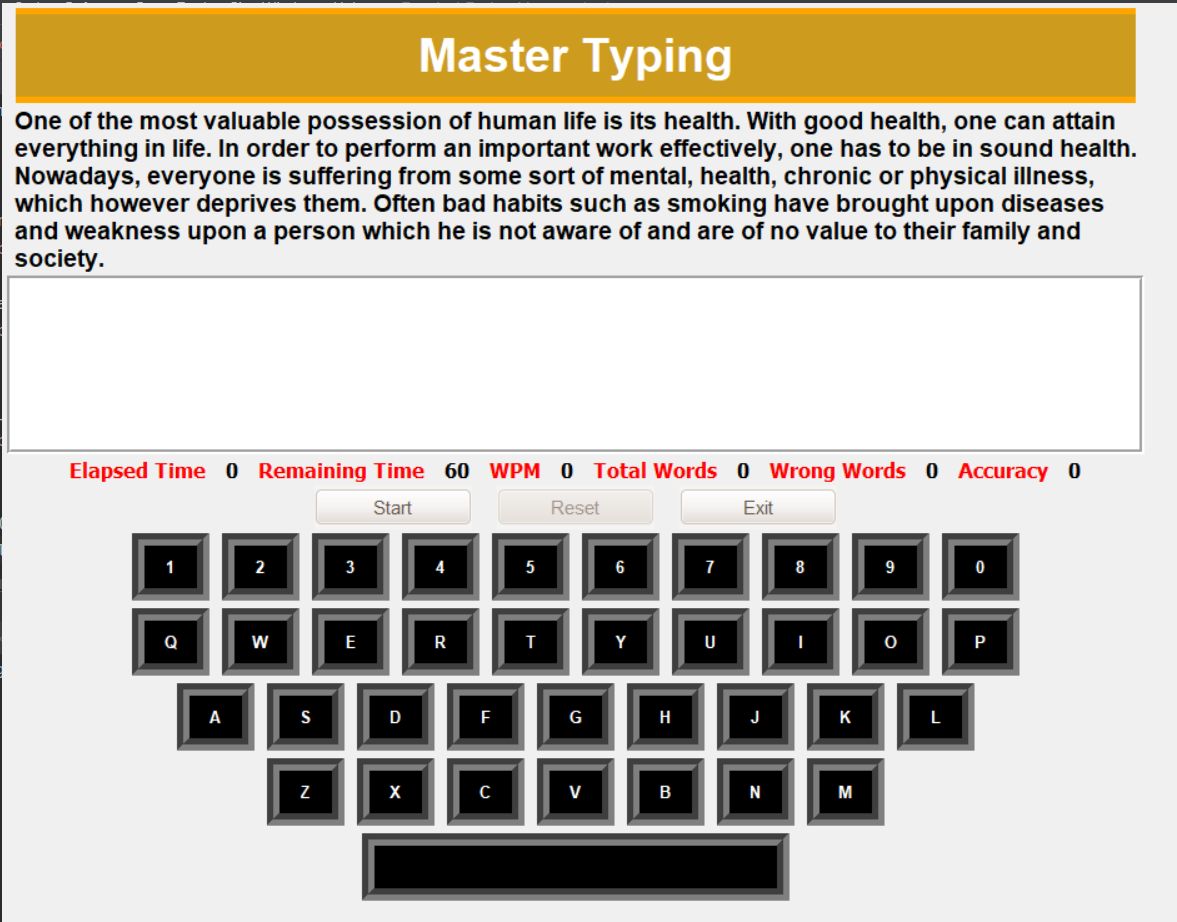 Master Typing
One of the most valuable possession of human life is its health. With good health, one can attain
everything in life. In order to perform an important work effectively, one has to be in sound health.
Nowadays, everyone is suffering from some sort of mental, health, chronic or physical illness,
which however deprives them. Often bad habits such as smoking have brought upon diseases
and weakness upon a person which he is not aware of and are of no value to their family and
society.
Elapsed Time 0 Remaining Time 60 WPM 0 Total Words 0 Wrong Words 0 Accuracy 0
Start Reset Exit
1 2 3 4 5 6 7 8 9 0
Q W E R T Y U I O P
A S D F G H J K L
Z X C V B N M